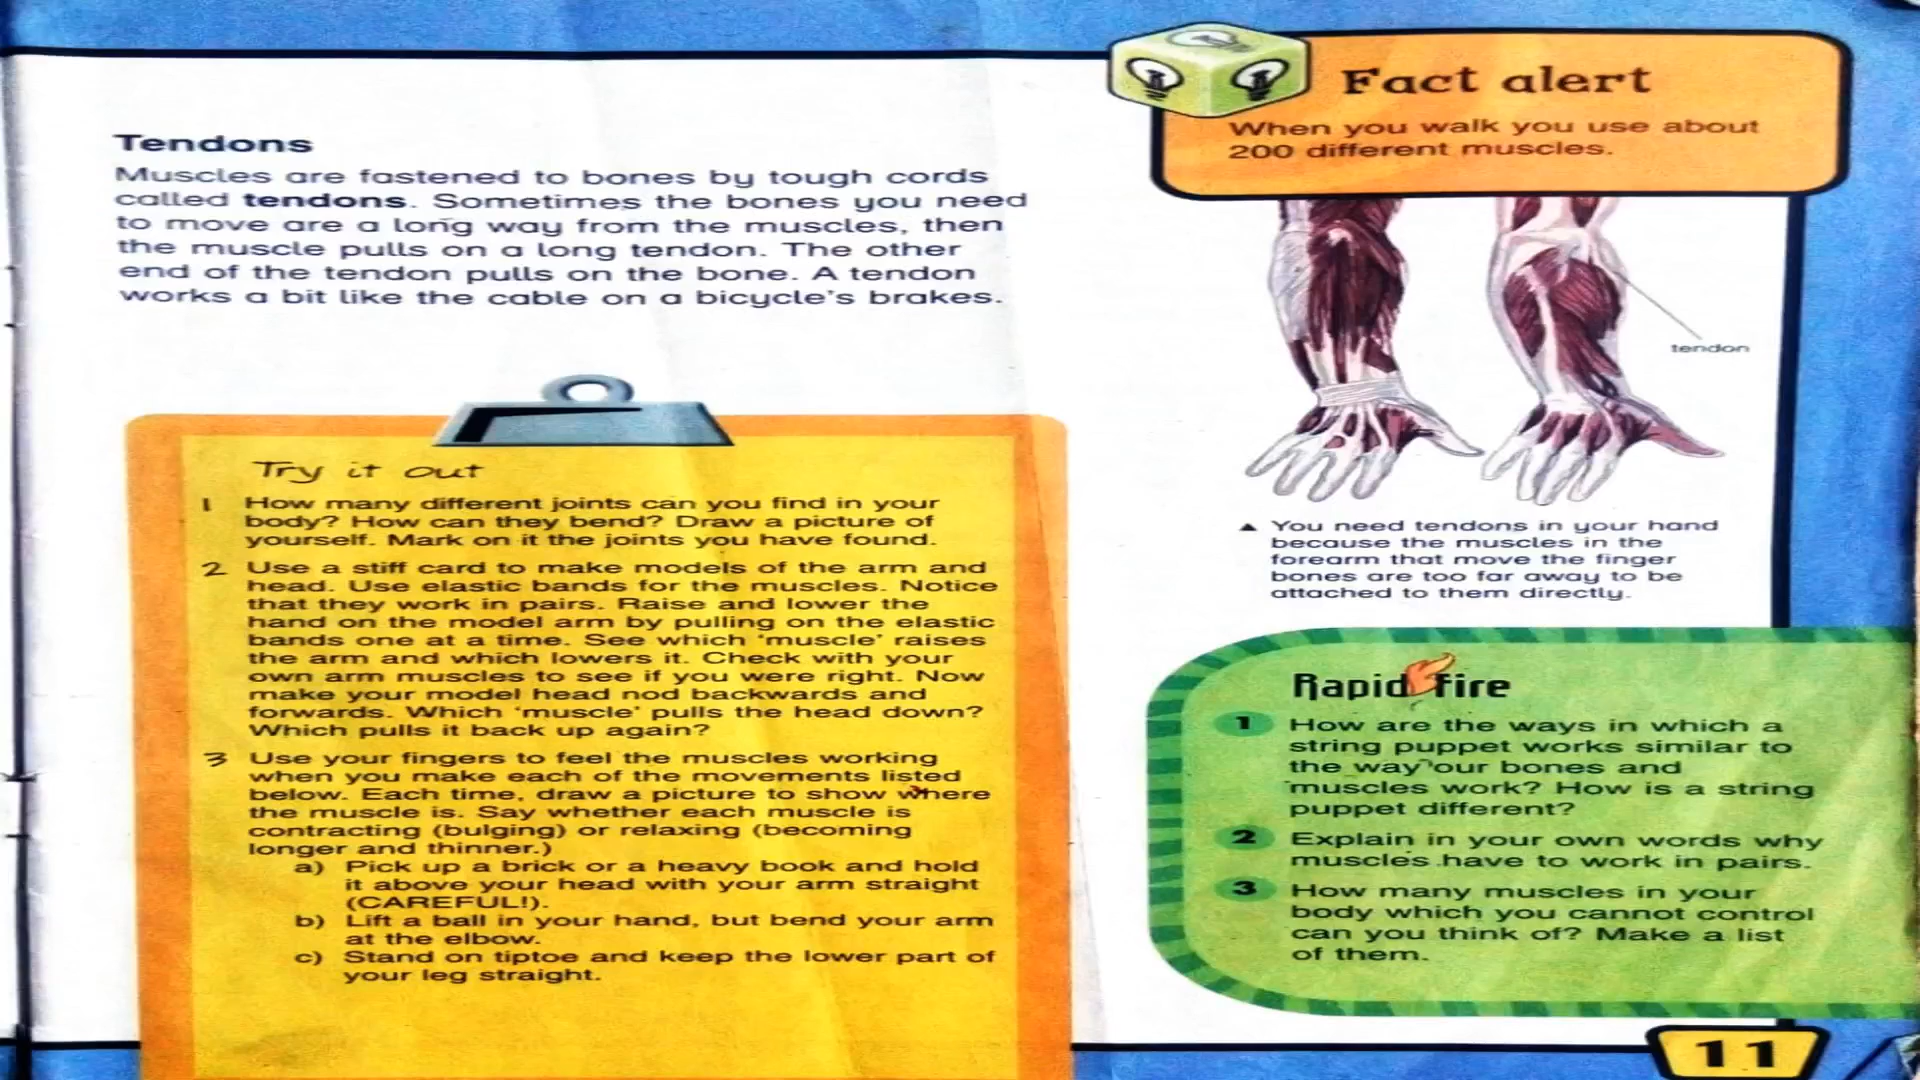 Tendons
Muscles are fastened to bones by tough cords
called tendons. Sometimes the bones you need
to move are a long way from the muscles, then
the muscle pulls on a long tendon. The other
end of the tendon pulls on the bone. A tendon
works a bit like the cable on a bicycle's brakes.
Try it out
1 How many different joints can you find in your
body? How can they bend? Draw a picture of
yourself. Mark on it the joints you have found.
2 Use a stiff card to make models of the arm and
head. Use elastic bands for the muscles. Notice
that they work in pairs. Raise and lower the
hand on the model arm by pulling on the elastic
bands one at a time. See which 'muscle' raises
the arm and which lowers it. Check with your
own arm muscles to see if you were right. Now
make your model head nod backwards and
forwards. Which 'muscle' pulls the head down?
Which pulls it back up again?
3 Use your fingers to feel the muscles working
when you make each of the movements listed
below. Each time, draw a picture to show where
the muscle is. Say whether each muscle is
contracting (bulging) or relaxing (becoming
longer and thinner.)
a) Pick up a brick or a heavy book and hold
it above your head with your arm straight
(CAREFUL!).
b) Lift a ball in your hand, but bend your arm
at the elbow.
c) Stand on tiptoe and keep the lower part of
your leg straight.
Fact alert
When you walk you use about
200 different muscles.
tendon
▲ You need tendons in your hand
because the muscles in the
forearm that move the finger
bones are too far away to be
attached to them directly.
Rapid fire
1 How are the ways in which a
string puppet works similar to
the way our bones and
muscles work? How is a string
puppet different?
2 Explain in your own words why
muscles have to work in pairs.
3 How many muscles in your
body which you cannot control
can you think of? Make a list
of them.
11